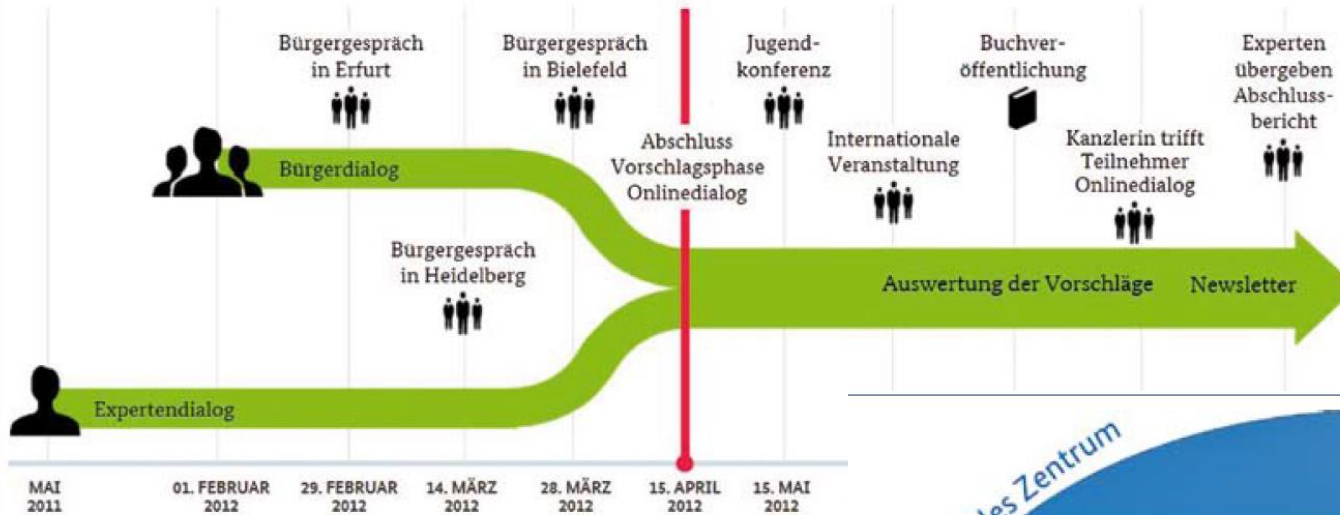 Bürgergespräch
in Erfurt
Bürgergespräch
in Bielefeld
Jugend-
konferenz
Buchver-
öffentlichung
Experten
übergeben
Abschluss-
bericht
Abschluss
Vorschlagsphase
Onlinedialog
Internationale
Veranstaltung
Kanzlerin trifft
Teilnehmer
Onlinedialog
Bürgerdialog
Bürgergespräch
in Heidelberg
Auswertung der Vorschläge
Newsletter
Expertendialog
MAI
2011
01. FEBRUAR
2012
29. FEBRUAR
2012
14. MÄRZ
2012
28. MÄRZ
2012
15. APRIL
2012
15. MAI
2012
Zentrum